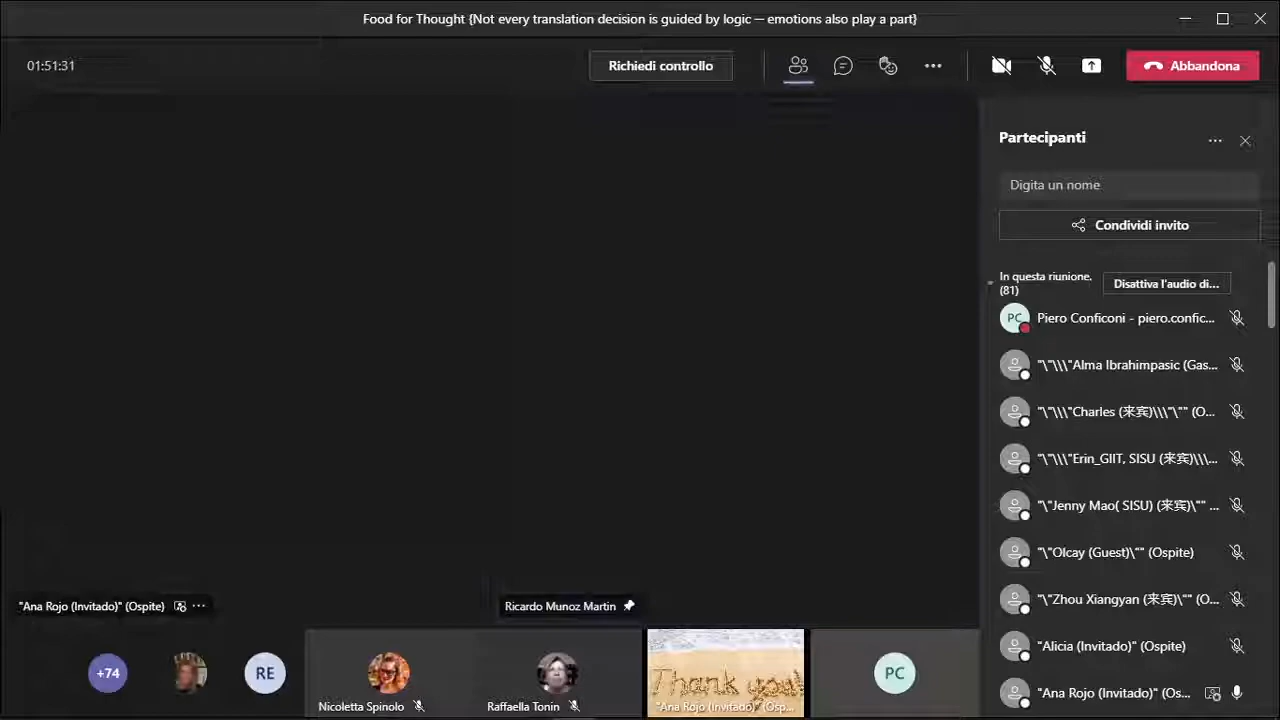 Food for Thought {Not every translation decision is guided by logic — emotions also play a part}
01:51:31
Richiedi controllo
Abbandona
Partecipanti
Digita un nome
Condividi invito
In questa riunione.
(81)
Disattiva l'audio di...
PC
Piero Conficoni - piero.confic...
"\"\\\"Alma Ibrahimpasic (Gas...
"\"\\\"Charles (来宾)\\\"\"" (O...
"\"\\\"Erin_GIIT, SISU (来宾)\\\...
"\"Jenny Mao( SISU) (来宾)\"" ...
"\"Olcay (Guest)\"" (Ospite)
"\"Zhou Xiangyan (来宾)\"" (O...
"Alicia (Invitado)" (Ospite)
"Ana Rojo (Invitado)" (Os...
"Ana Rojo (Invitado)" (Ospite)
Ricardo Munoz Martin
+74
RE
Nicoletta Spinolo
Raffaella Tonin
Thank you!
"Ana Rojo (Invitado)" (Osp...
PC